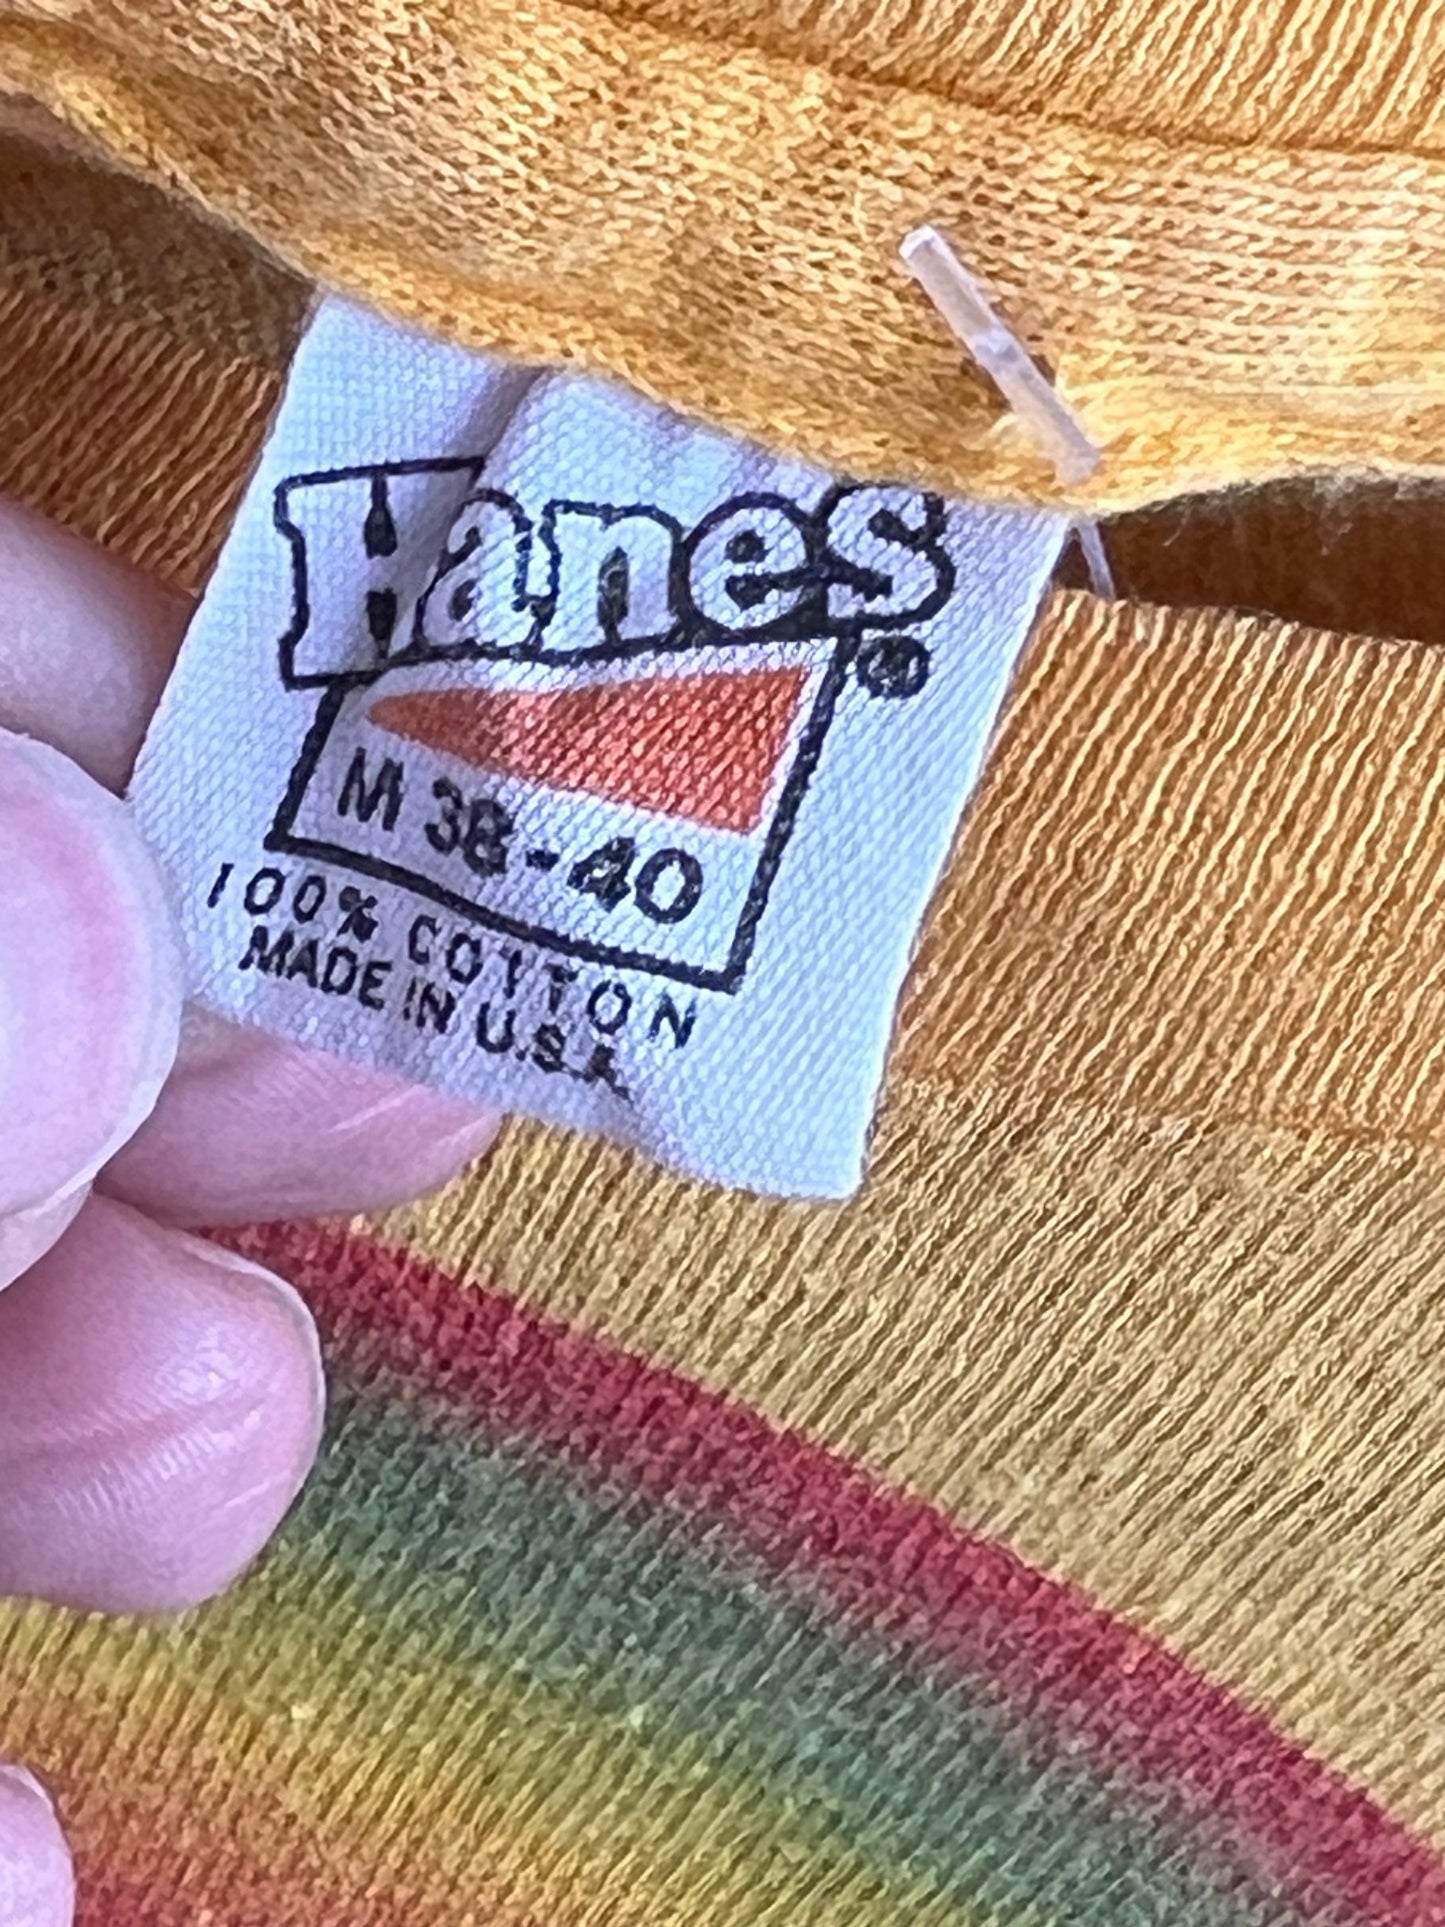 Hanes®
M 38-40
100% COTTON
MADE IN U.S.A.